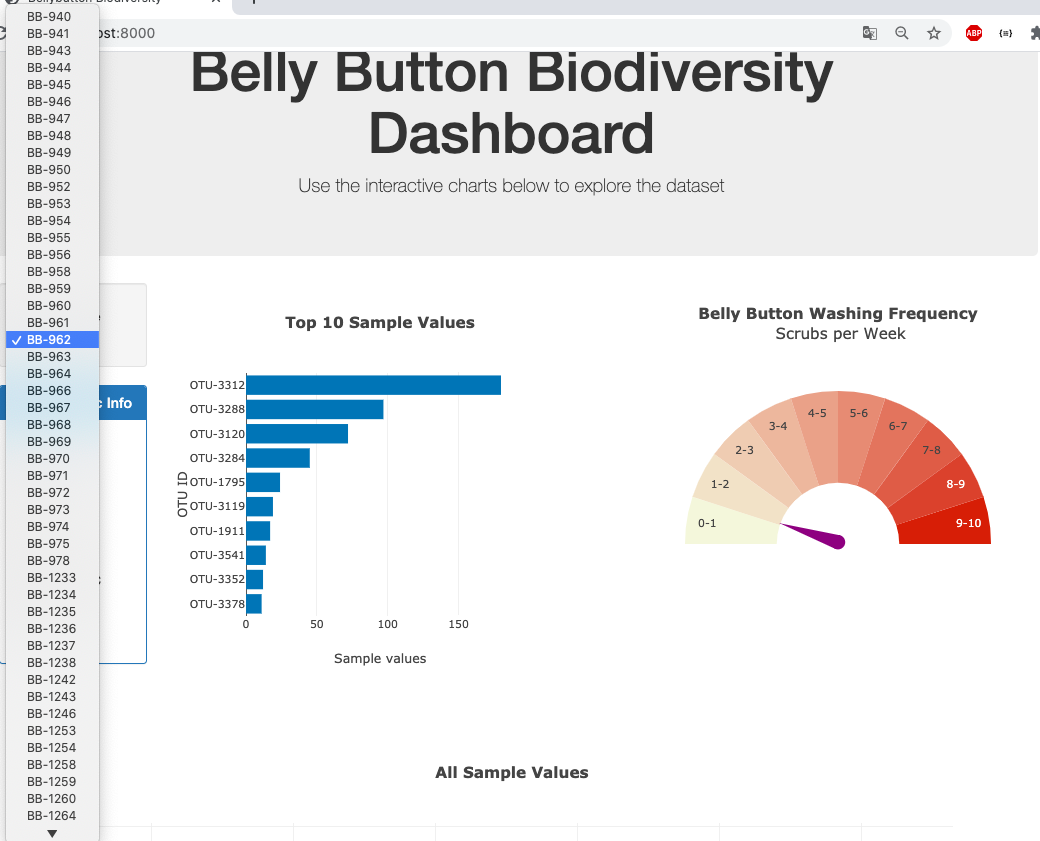 ost:8000
ABP
Belly Button Biodiversity
Dashboard
Use the interactive charts below to explore the dataset
BB-940
BB-941
BB-943
BB-944
BB-945
BB-946
BB-947
BB-948
BB-949
BB-950
BB-952
BB-953
BB-954
BB-955
BB-956
BB-958
BB-959
BB-960
BB-961
✓ BB-962
BB-963
BB-964
BB-966
BB-967
BB-968
BB-969
BB-970
BB-971
BB-972
BB-973
BB-974
BB-975
BB-978
BB-1233
BB-1234
BB-1235
BB-1236
BB-1237
BB-1238
BB-1242
BB-1243
BB-1246
BB-1253
BB-1254
BB-1258
BB-1259
BB-1260
BB-1264
c Info
Top 10 Sample Values
OTU ID
OTU-3312
OTU-3288
OTU-3120
OTU-3284
OTU-1795
OTU-3119
OTU-1911
OTU-3541
OTU-3352
OTU-3378
0 50 100 150
Sample values
Belly Button Washing Frequency
Scrubs per Week
0-1
1-2
2-3
3-4
4-5
5-6
6-7
7-8
8-9
9-10
All Sample Values